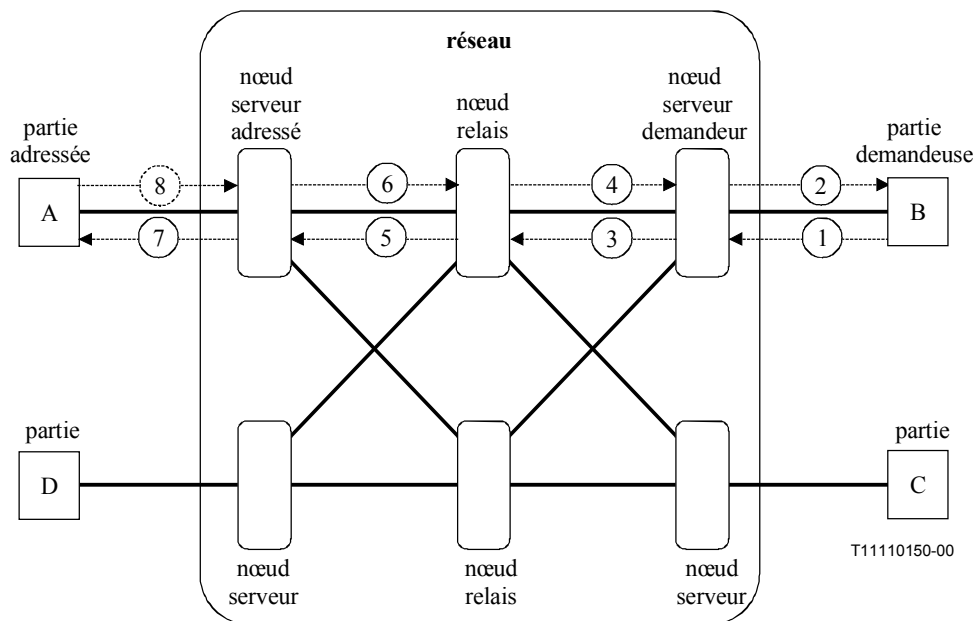 réseau
nœud
serveur
adressé
nœud
relais
nœud
serveur
demandeur
partie
adressée
partie
demandeuse
8
6
4
2
A
B
7
5
3
1
partie
partie
D
C
T11110150-00
nœud
serveur
nœud
relais
nœud
serveur